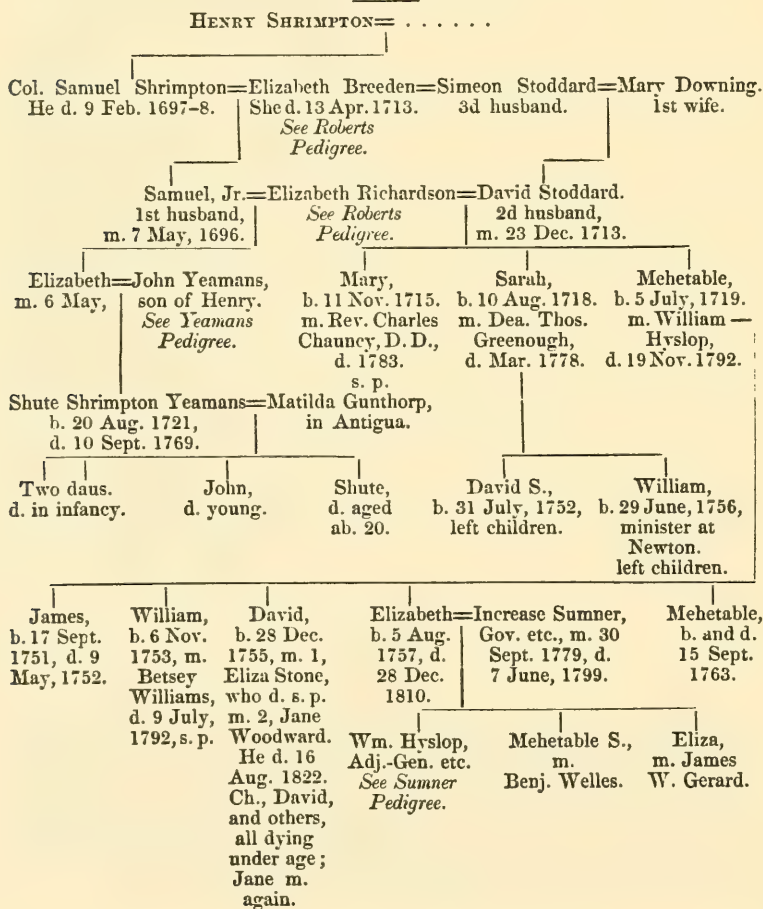 HENRY SHRIMPTON= . . . . . .
Col. Samuel Shrimpton=Elizabeth Breeden=Simeon Stoddard=Mary Downing.
He d. 9 Feb. 1697-8. She d. 13 Apr. 1713. 3d husband. 1st wife.
See Roberts
Pedigree.
Samuel, Jr.=Elizabeth Richardson=David Stoddard.
1st husband, See Roberts 2d husband,
m. 7 May, 1696. Pedigree. m. 23 Dec. 1713.
Elizabeth=John Yeamans, Mary, Sarah, Mehetable,
m. 6 May, son of Henry. b. 11 Nov. 1715. b. 10 Aug. 1718. b. 5 July, 1719.
See Yeamans m. Rev. Charles m. Dea. Thos. m. William —
Pedigree. Chauncy, D. D., Greenough, Hyslop,
d. 1783. d. Mar. 1778. d. 19 Nov. 1792.
s. p.
Shute Shrimpton Yeamans=Matilda Gunthorp,
b. 20 Aug. 1721, in Antigua.
d. 10 Sept. 1769.
Two daus. John, Shute, David S., William,
d. in infancy. d. young. d. aged b. 31 July, 1752, b. 29 June, 1756,
ab. 20. left children. minister at
Newton.
left children.
James, William, David, Elizabeth=Increase Sumner, Mehetable,
b. 17 Sept. b. 6 Nov. b. 28 Dec. b. 5 Aug. Gov. etc., m. 30 b. and d.
1751, d. 9 1753, m. 1755, m. 1, 1757, d. Sept. 1779, d. 15 Sept.
May, 1752. Betsey Eliza Stone, 28 Dec. 7 June, 1799. 1763.
Williams, who d. s. p. 1810.
d. 9 July, m. 2, Jane
1792, s. p. Woodward. Wm. Hyslop, Mehetable S., Eliza,
He d. 16 Adj.-Gen. etc. m. m. James
Aug. 1822. See Sumner Benj. Welles. W. Gerard.
Ch., David, Pedigree.
and others,
all dying
under age;
Jane m.
again.